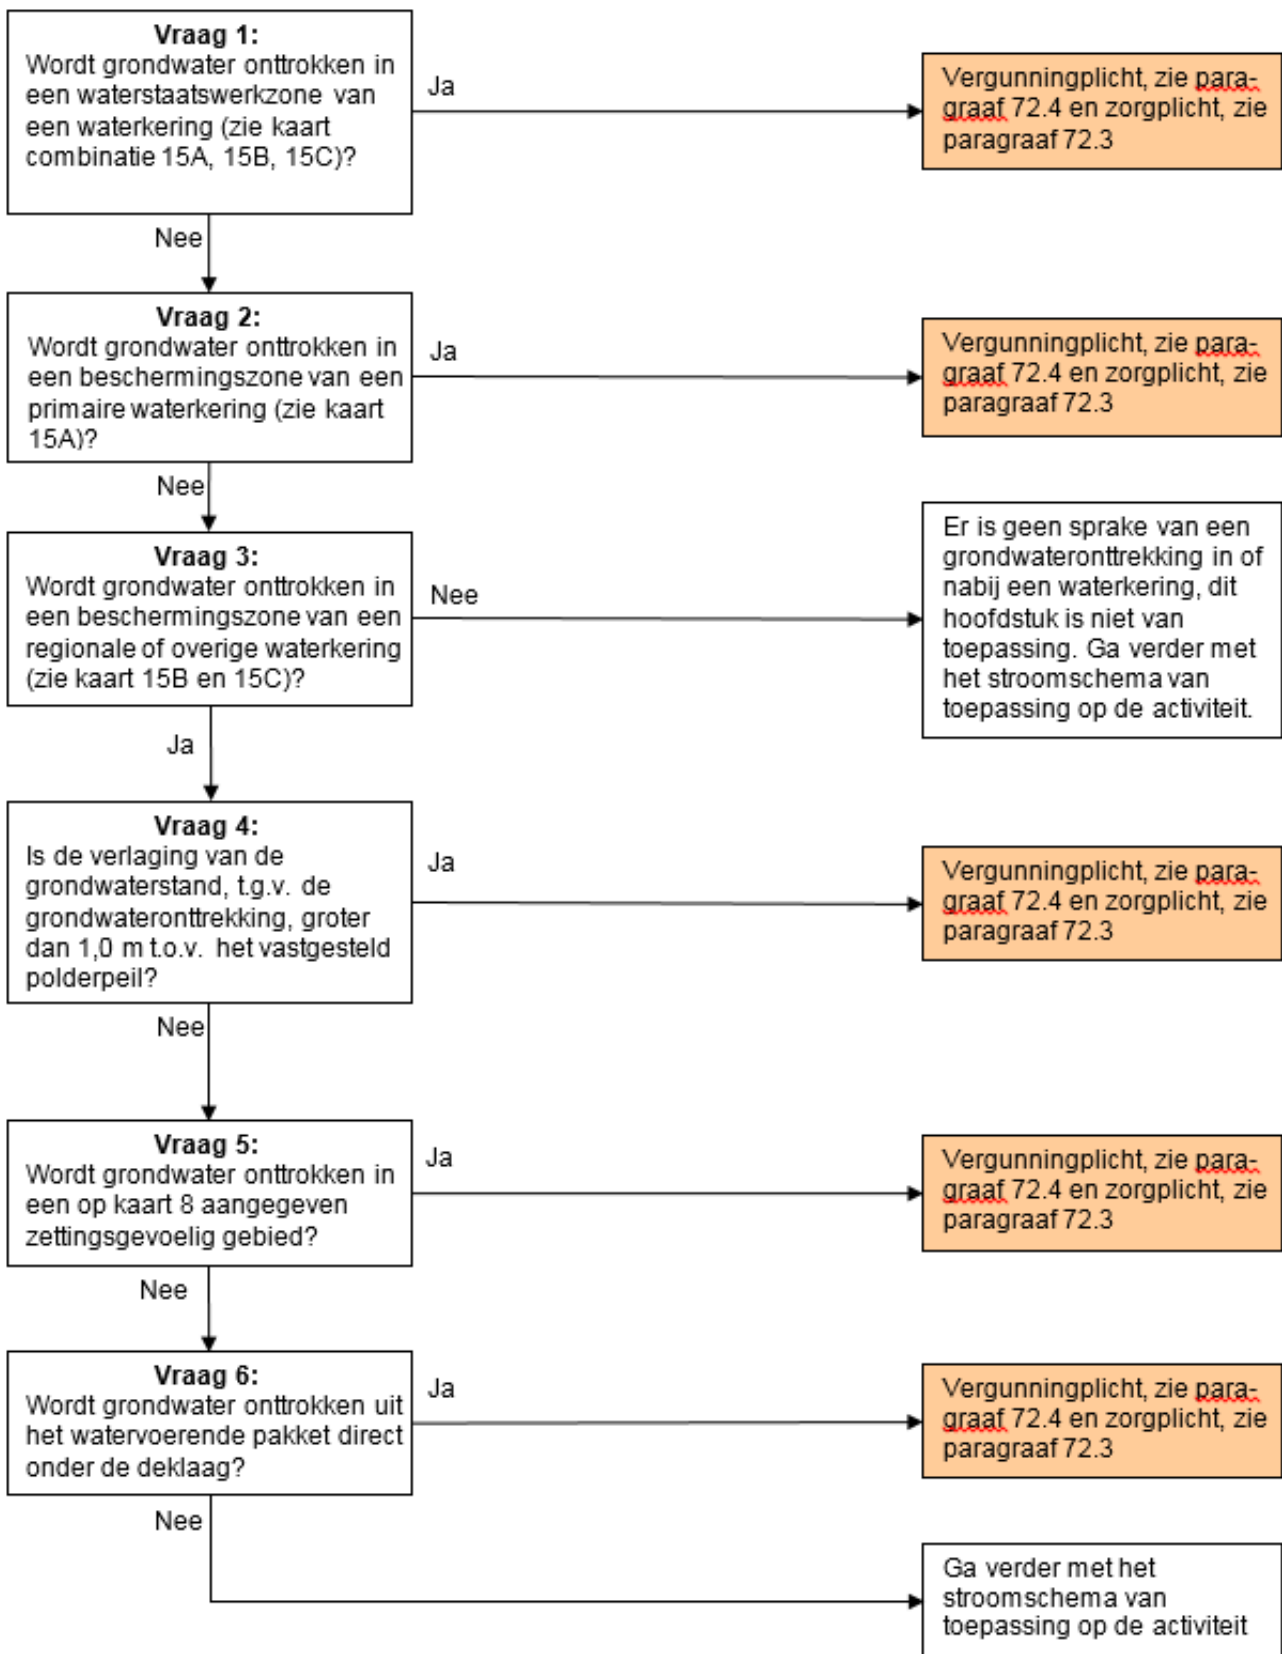 Vraag 1:
Wordt grondwater onttrokken in
een waterstaatswerkzone van
een waterkering (zie kaart
combinatie 15A, 15B, 15C)?
Ja
Vergunningplicht, zie para-
graaf 72.4 en zorgplicht, zie
paragraaf 72.3
Nee
Vraag 2:
Wordt grondwater onttrokken in
een beschermingszone van een
primaire waterkering (zie kaart
15A)?
Ja
Vergunningplicht, zie para-
graaf 72.4 en zorgplicht, zie
paragraaf 72.3
Nee
Vraag 3:
Wordt grondwater onttrokken in
een beschermingszone van een
regionale of overige waterkering
(zie kaart 15B en 15C)?
Nee
Er is geen sprake van een
grondwateronttrekking in of
nabij een waterkering, dit
hoofdstuk is niet van
toepassing. Ga verder met
het stroomschema van
toepassing op de activiteit.
Ja
Vraag 4:
Is de verlaging van de
grondwaterstand, t.g.v. de
grondwateronttrekking, groter
dan 1,0 m t.o.v. het vastgesteld
polderpeil?
Ja
Vergunningplicht, zie para-
graaf 72.4 en zorgplicht, zie
paragraaf 72.3
Nee
Vraag 5:
Wordt grondwater onttrokken in
een op kaart 8 aangegeven
zettingsgevoelig gebied?
Ja
Vergunningplicht, zie para-
graaf 72.4 en zorgplicht, zie
paragraaf 72.3
Nee
Vraag 6:
Wordt grondwater onttrokken uit
het watervoerende pakket direct
onder de deklaag?
Ja
Vergunningplicht, zie para-
graaf 72.4 en zorgplicht, zie
paragraaf 72.3
Nee
Ga verder met het
stroomschema van
toepassing op de activiteit